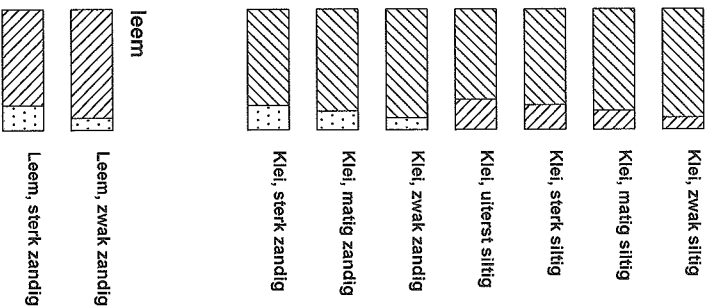 Klei, zwak siltig
Klei, matig siltig
Klei, sterk siltig
Klei, uiterst siltig
Klei, zwak zandig
Klei, matig zandig
Klei, sterk zandig
leem
Leem, zwak zandig
Leem, sterk zandig